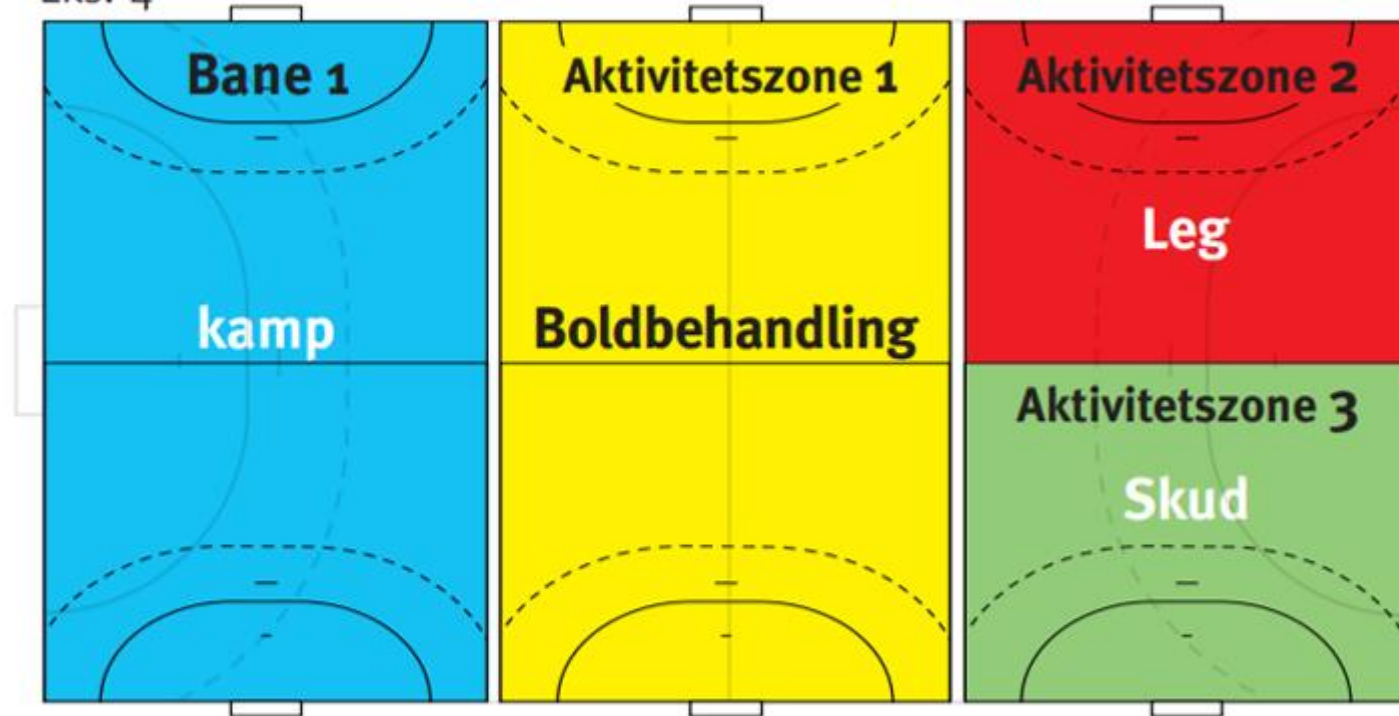 Bane 1
kamp
Aktivitetszone 1
Boldbehandling
Aktivitetszone 2
Leg
Aktivitetszone 3
Skud